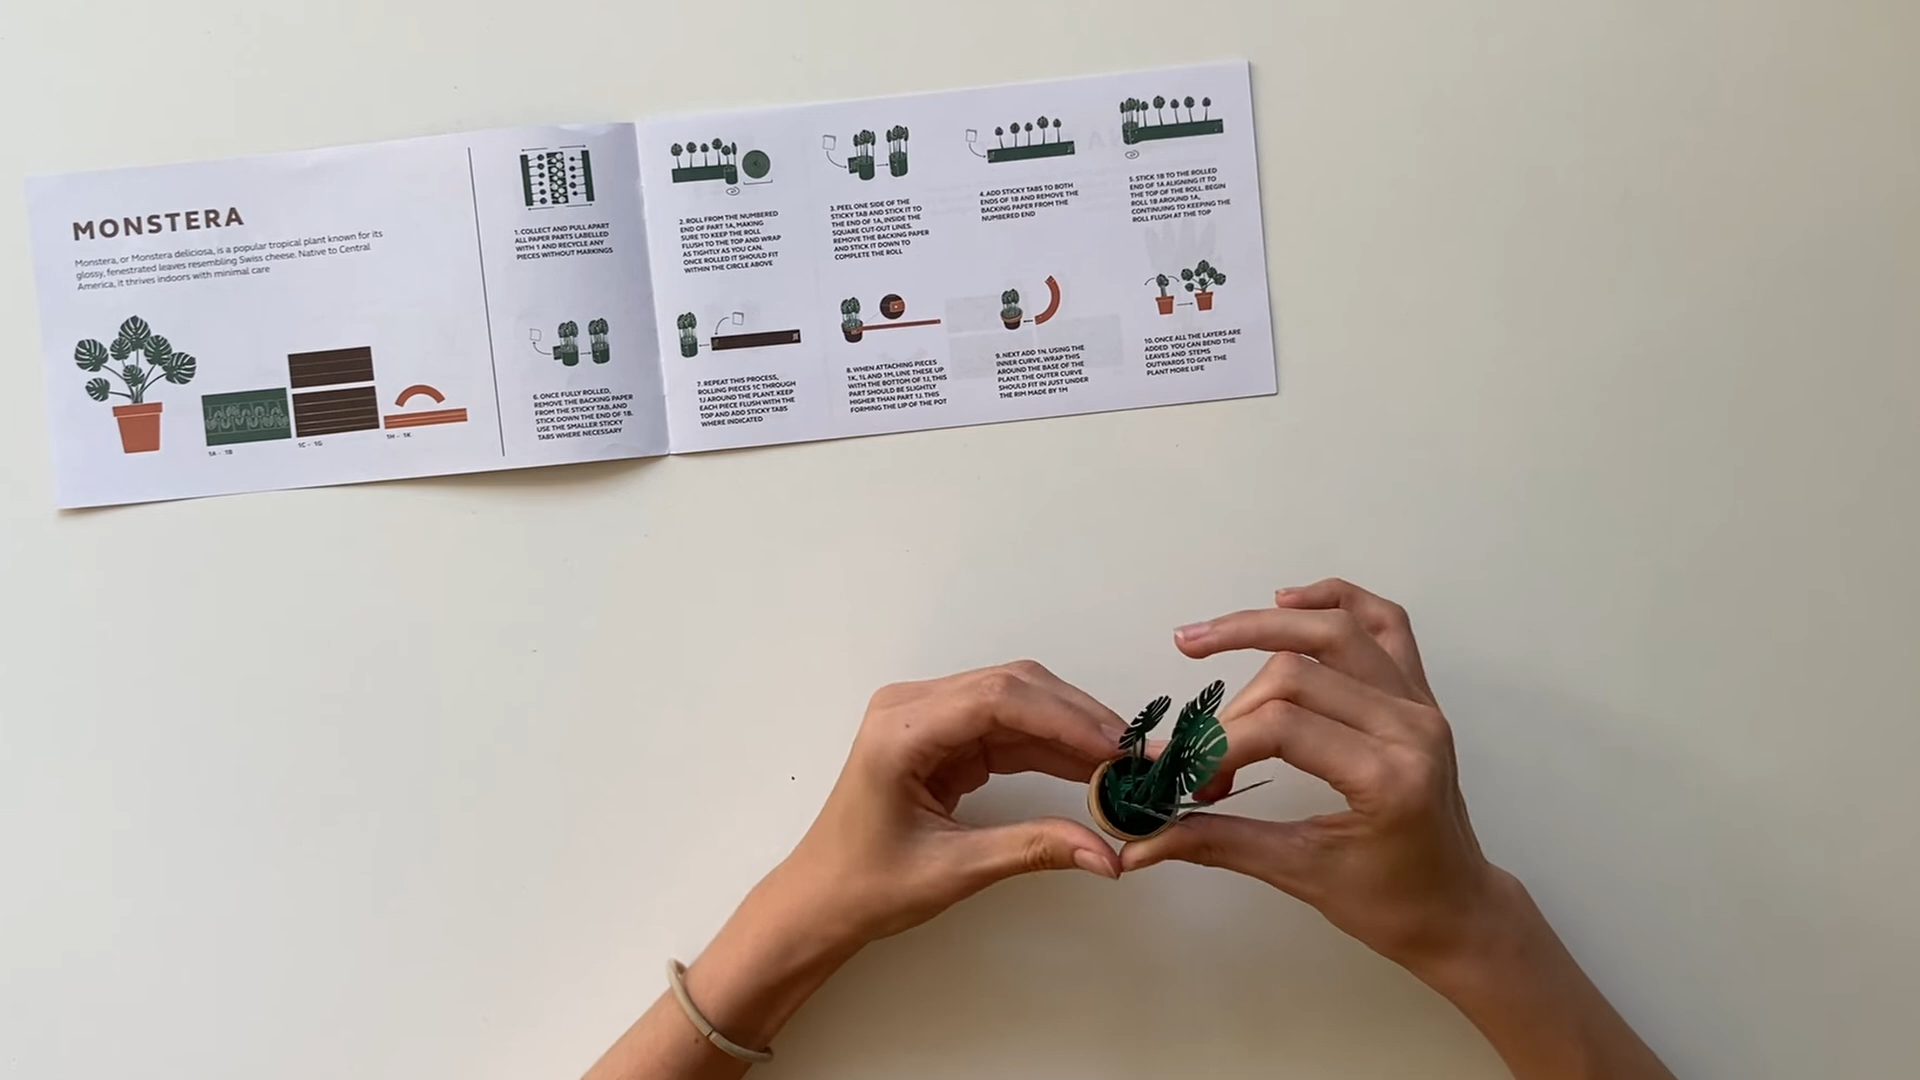 MONSTERA
Monstera, or Monstera deliciosa, is a popular tropical plant known for its
glossy, fenestrated leaves resembling Swiss cheese. Native to Central
America, it thrives indoors with minimal care
1A - 1B
1C - 1G
1H - 1K
1. COLLECT AND PULL APART
ALL PAPER PARTS LABELLED
WITH 1 AND RECYCLE ANY
PIECES WITHOUT MARKINGS
2. ROLL FROM THE NUMBERED
END OF PART 1A, MAKING
SURE TO KEEP THE ROLL
FLUSH TO THE TOP AND WRAP
AS TIGHTLY AS YOU CAN.
ONCE ROLLED IT SHOULD FIT
WITHIN THE CIRCLE ABOVE
3. PEEL ONE SIDE OF THE
STICKY TAB AND STICK IT TO
THE END OF 1A, INSIDE THE
SQUARE CUT-OUT LINES.
REMOVE THE BACKING PAPER
AND STICK IT DOWN TO
COMPLETE THE ROLL
4. ADD STICKY TABS TO BOTH
ENDS OF 1B AND REMOVE THE
BACKING PAPER FROM THE
NUMBERED END
5. STICK 1B TO THE ROLLED
END OF 1A ALIGNING IT TO
THE TOP OF THE ROLL. BEGIN
ROLL 1B AROUND 1A,
CONTINUING TO KEEPING THE
ROLL FLUSH AT THE TOP
6. ONCE FULLY ROLLED,
REMOVE THE BACKING PAPER
FROM THE STICKY TAB, AND
STICK DOWN THE END OF 1B.
USE THE SMALLER STICKY
TABS WHERE NECESSARY
7. REPEAT THIS PROCESS,
ROLLING PIECES 1C THROUGH
1J AROUND THE PLANT. KEEP
EACH PIECE FLUSH WITH THE
TOP AND ADD STICKY TABS
WHERE INDICATED
8. WHEN ATTACHING PIECES
1K, 1L AND 1M, LINE THESE UP
WITH THE BOTTOM OF 1J, THIS
PART SHOULD BE SLIGHTLY
HIGHER THAN PART 1J. THIS
FORMING THE LIP OF THE POT
9. NEXT ADD 1N. USING THE
INNER CURVE, WRAP THIS
AROUND THE BASE OF THE
PLANT. THE OUTER CURVE
SHOULD FIT IN JUST UNDER
THE RIM MADE BY 1M
10. ONCE ALL THE LAYERS ARE
ADDED YOU CAN BEND THE
LEAVES AND STEMS
OUTWARDS TO GIVE THE
PLANT MORE LIFE